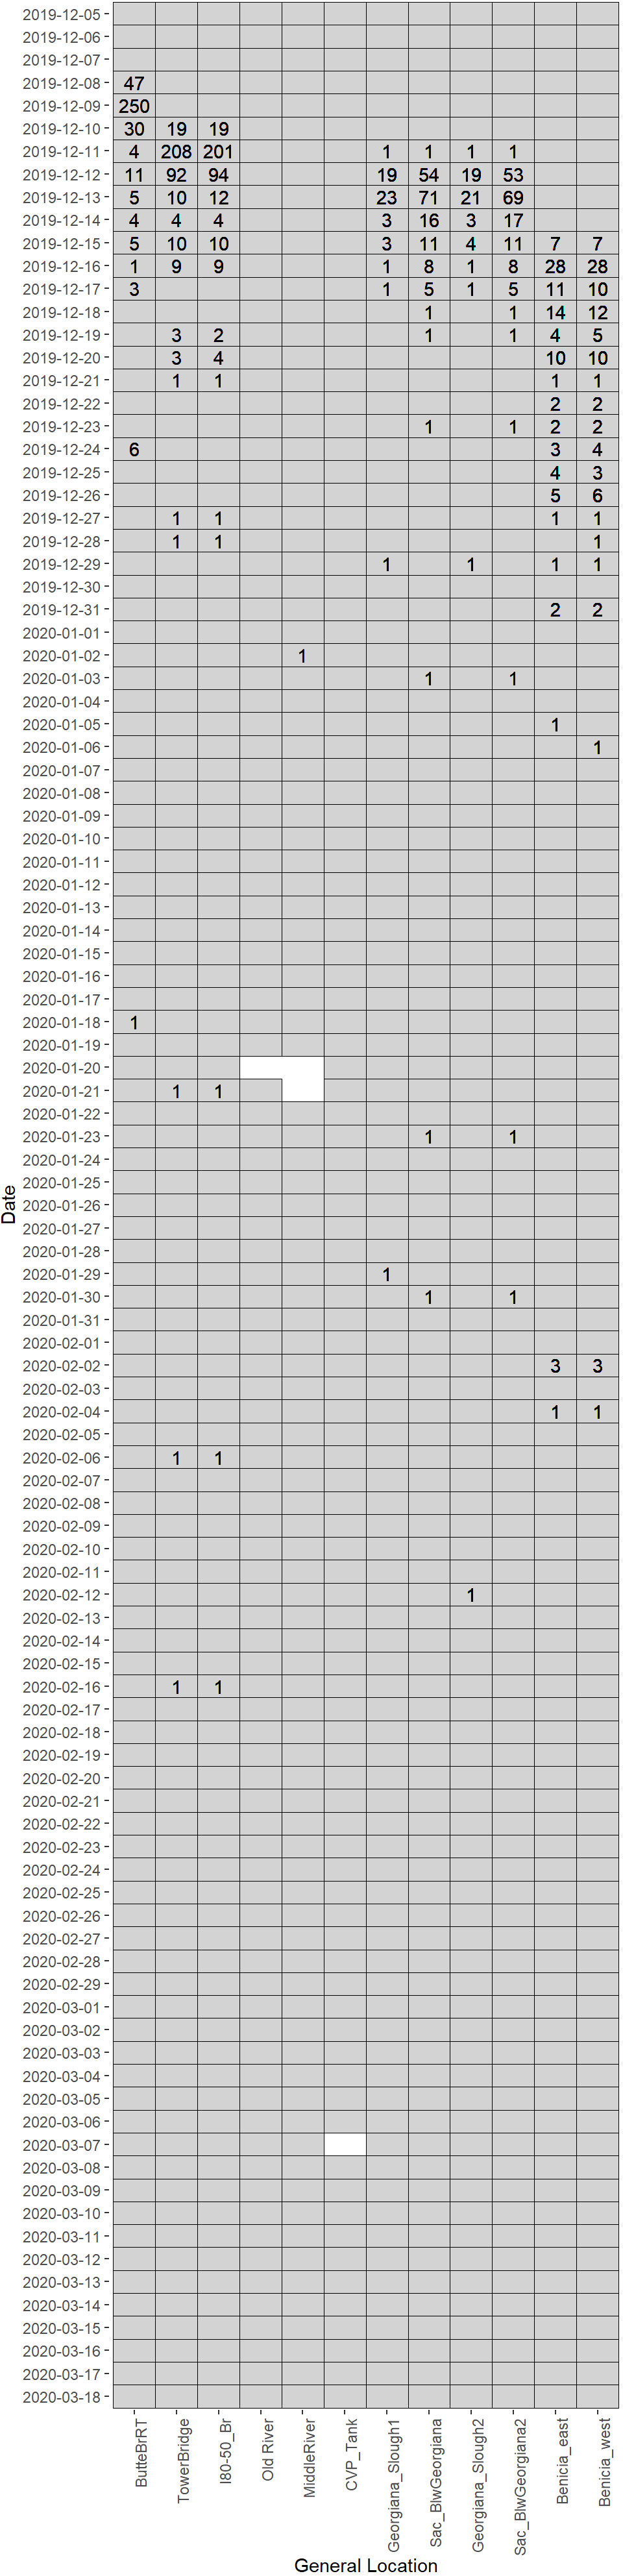 2019-12-05
2019-12-06
2019-12-07
2019-12-08 47
2019-12-09 250
2019-12-10 30 19 19
2019-12-11 4 208 201 1 1 1 1
2019-12-12 11 92 94 19 54 19 53
2019-12-13 5 10 12 23 71 21 69
2019-12-14 4 4 4 3 16 3 17
2019-12-15 5 10 10 3 11 4 11 7 7
2019-12-16 1 9 9 1 8 1 8 28 28
2019-12-17 3 1 5 1 5 11 10
2019-12-18 1 1 14 12
2019-12-19 3 2 1 1 4 5
2019-12-20 3 4 10 10
2019-12-21 1 1 1 1
2019-12-22 2 2
2019-12-23 1 1 2 2
2019-12-24 6 3 4
2019-12-25 4 3
2019-12-26 5 6
2019-12-27 1 1 1 1
2019-12-28 1 1 1
2019-12-29 1 1 1 1
2019-12-30
2019-12-31 2 2
2020-01-01
2020-01-02 1
2020-01-03 1 1
2020-01-04
2020-01-05 1
2020-01-06 1
2020-01-07
2020-01-08
2020-01-09
2020-01-10
2020-01-11
2020-01-12
2020-01-13
2020-01-14
2020-01-15
2020-01-16
2020-01-17
2020-01-18 1
2020-01-19
2020-01-20
2020-01-21 1 1
2020-01-22
2020-01-23 1 1
2020-01-24
2020-01-25
2020-01-26
2020-01-27
2020-01-28
2020-01-29 1
2020-01-30 1 1
2020-01-31
2020-02-01
2020-02-02 3 3
2020-02-03
2020-02-04 1 1
2020-02-05
2020-02-06 1 1
2020-02-07
2020-02-08
2020-02-09
2020-02-10
2020-02-11
2020-02-12 1
2020-02-13
2020-02-14
2020-02-15
2020-02-16 1 1
2020-02-17
2020-02-18
2020-02-19
2020-02-20
2020-02-21
2020-02-22
2020-02-23
2020-02-24
2020-02-25
2020-02-26
2020-02-27
2020-02-28
2020-02-29
2020-03-01
2020-03-02
2020-03-03
2020-03-04
2020-03-05
2020-03-06
2020-03-07
2020-03-08
2020-03-09
2020-03-10
2020-03-11
2020-03-12
2020-03-13
2020-03-14
2020-03-15
2020-03-16
2020-03-17
2020-03-18
Date
ButteBrRT
TowerBridge
I80-50_Br
Old River
MiddleRiver
CVP_Tank
Georgiana_Slough1
Sac_BlwGeorgiana
Georgiana_Slough2
Sac_BlwGeorgiana2
Benicia_east
Benicia_west
General Location